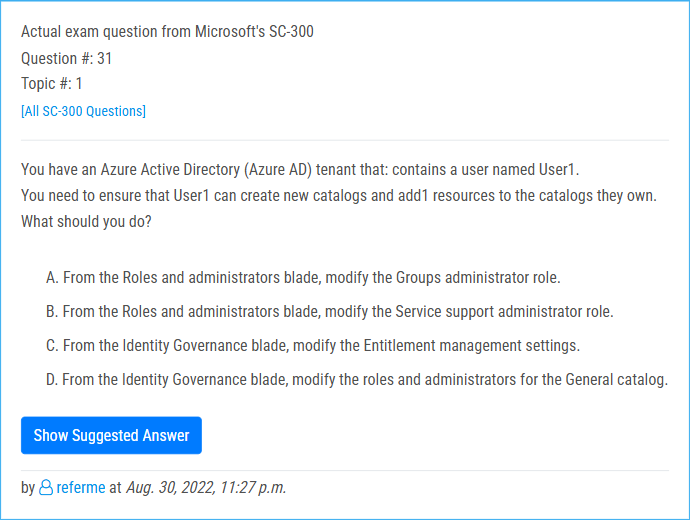 Actual exam question from Microsoft's SC-300
Question #: 31
Topic #: 1
[All SC-300 Questions]
You have an Azure Active Directory (Azure AD) tenant that: contains a user named User1.
You need to ensure that User1 can create new catalogs and add1 resources to the catalogs they own.
What should you do?
A. From the Roles and administrators blade, modify the Groups administrator role.
B. From the Roles and administrators blade, modify the Service support administrator role.
C. From the Identity Governance blade, modify the Entitlement management settings.
D. From the Identity Governance blade, modify the roles and administrators for the General catalog.
Show Suggested Answer
by referme at Aug. 30, 2022, 11:27 p.m.